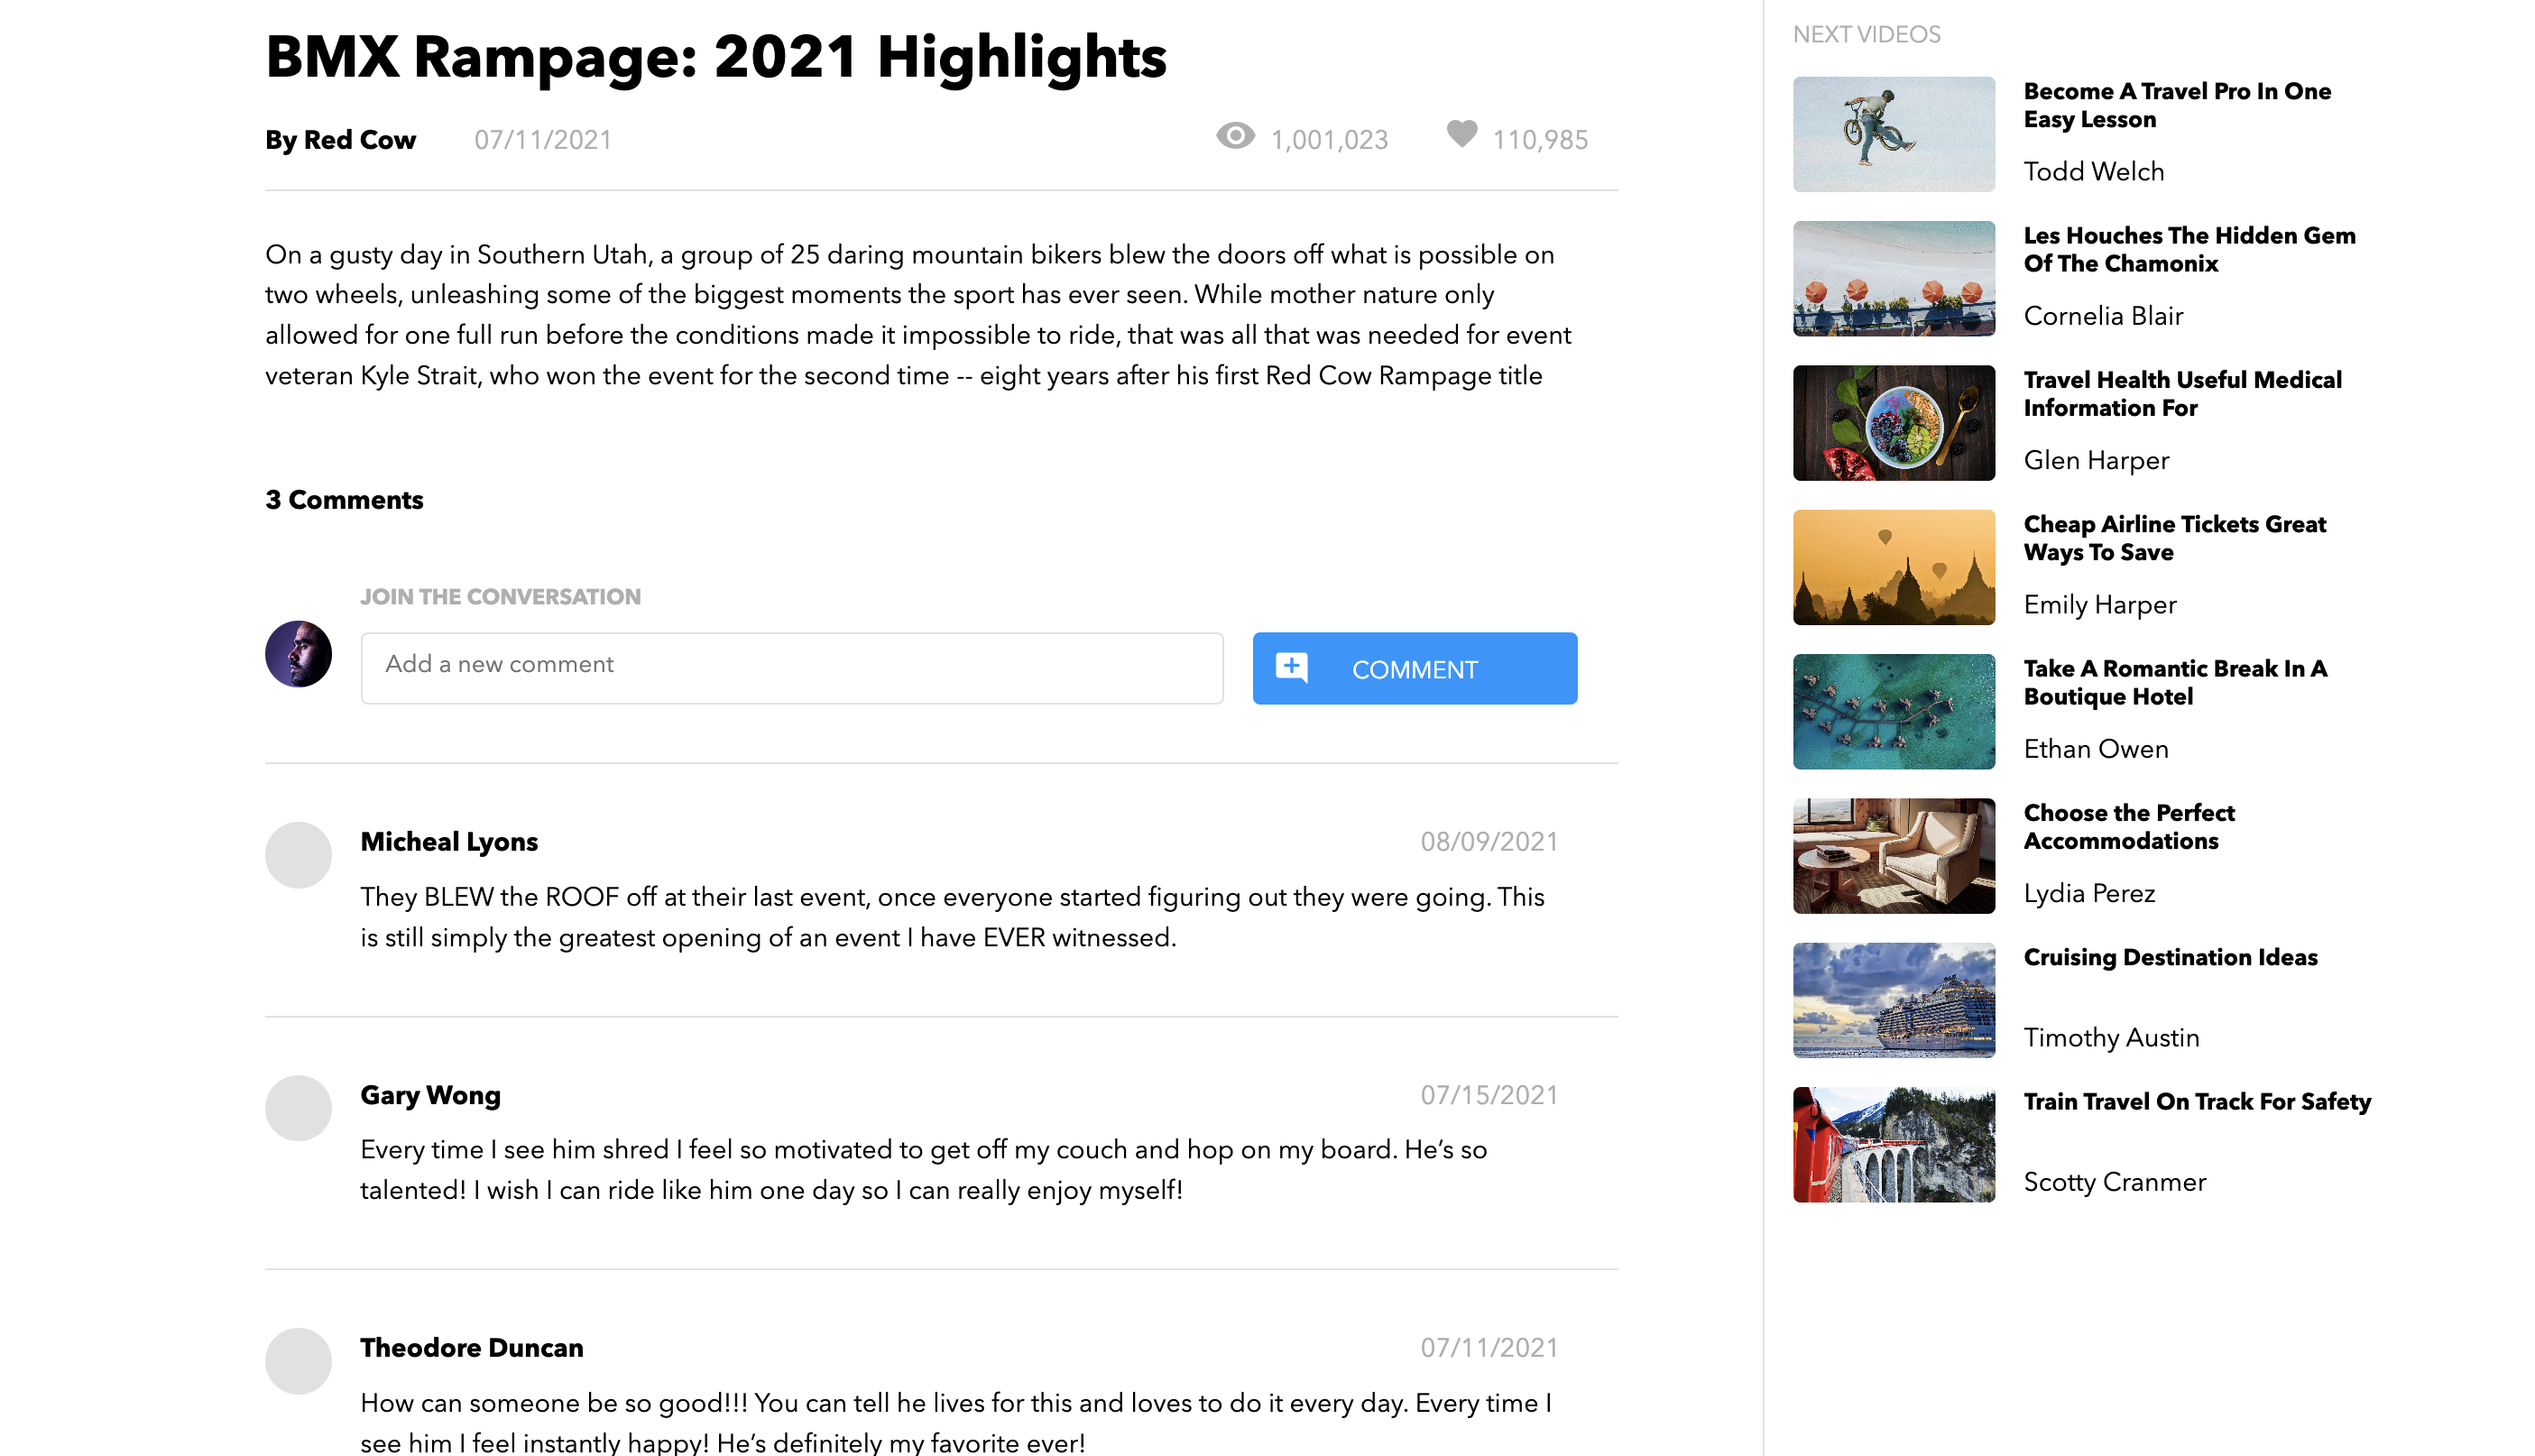 BMX Rampage: 2021 Highlights
By Red Cow 07/11/2021 1,001,023 110,985
On a gusty day in Southern Utah, a group of 25 daring mountain bikers blew the doors off what is possible on
two wheels, unleashing some of the biggest moments the sport has ever seen. While mother nature only
allowed for one full run before the conditions made it impossible to ride, that was all that was needed for event
veteran Kyle Strait, who won the event for the second time -- eight years after his first Red Cow Rampage title
3 Comments
JOIN THE CONVERSATION
Add a new comment
COMMENT
Micheal Lyons 08/09/2021
They BLEW the ROOF off at their last event, once everyone started figuring out they were going. This
is still simply the greatest opening of an event I have EVER witnessed.
Gary Wong 07/15/2021
Every time I see him shred I feel so motivated to get off my couch and hop on my board. He’s so
talented! I wish I can ride like him one day so I can really enjoy myself!
Theodore Duncan 07/11/2021
How can someone be so good!!! You can tell he lives for this and loves to do it every day. Every time I
see him I feel instantly happy! He’s definitely my favorite ever!
NEXT VIDEOS
Become A Travel Pro In One
Easy Lesson
Todd Welch
Les Houches The Hidden Gem
Of The Chamonix
Cornelia Blair
Travel Health Useful Medical
Information For
Glen Harper
Cheap Airline Tickets Great
Ways To Save
Emily Harper
Take A Romantic Break In A
Boutique Hotel
Ethan Owen
Choose the Perfect
Accommodations
Lydia Perez
Cruising Destination Ideas
Timothy Austin
Train Travel On Track For Safety
Scotty Cranmer